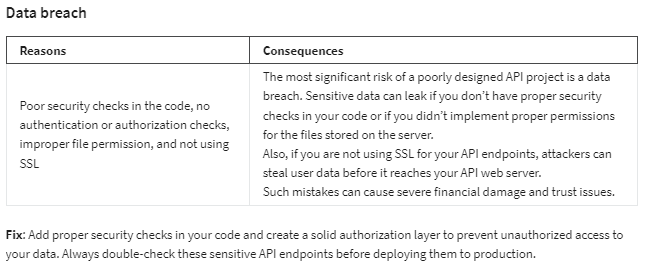 Data breach
Reasons
Consequences
Poor security checks in the code, no
authentication or authorization checks,
improper file permission, and not using
SSL
The most significant risk of a poorly designed API project is a data
breach. Sensitive data can leak if you don’t have proper security
checks in your code or if you didn’t implement proper permissions
for the files stored on the server.
Also, if you are not using SSL for your API endpoints, attackers can
steal user data before it reaches your API web server.
Such mistakes can cause severe financial damage and trust issues.
Fix: Add proper security checks in your code and create a solid authorization layer to prevent unauthorized access to
your data. Always double-check these sensitive API endpoints before deploying them to production.